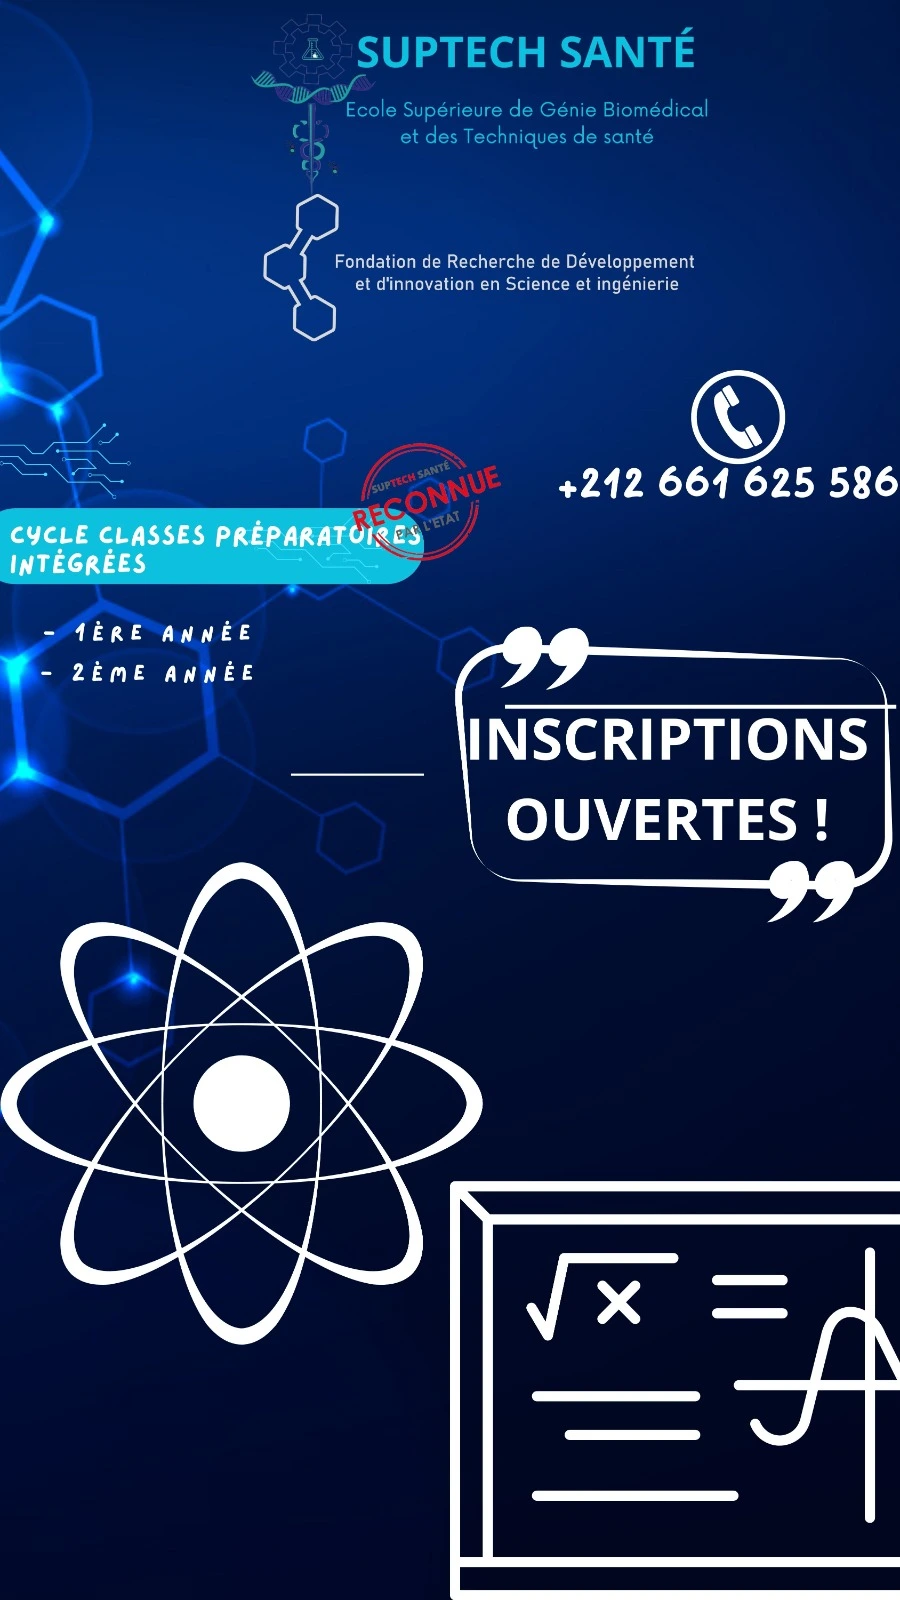 SUPTECH SANTÉ
Ecole Supérieure de Génie Biomédical
et des Techniques de santé
Fondation de Recherche de Développement
et d'innovation en Science et ingénierie
+212 661 625 586
SUPTECH SANTÉ
RECONNUE
PAR L'ETAT
CYCLE CLASSES PRÉPARATOIRES
INTÉGRÉES
- 1ÈRE ANNÉE
- 2ÈME ANNÉE
INSCRIPTIONS
OUVERTES !
√x =